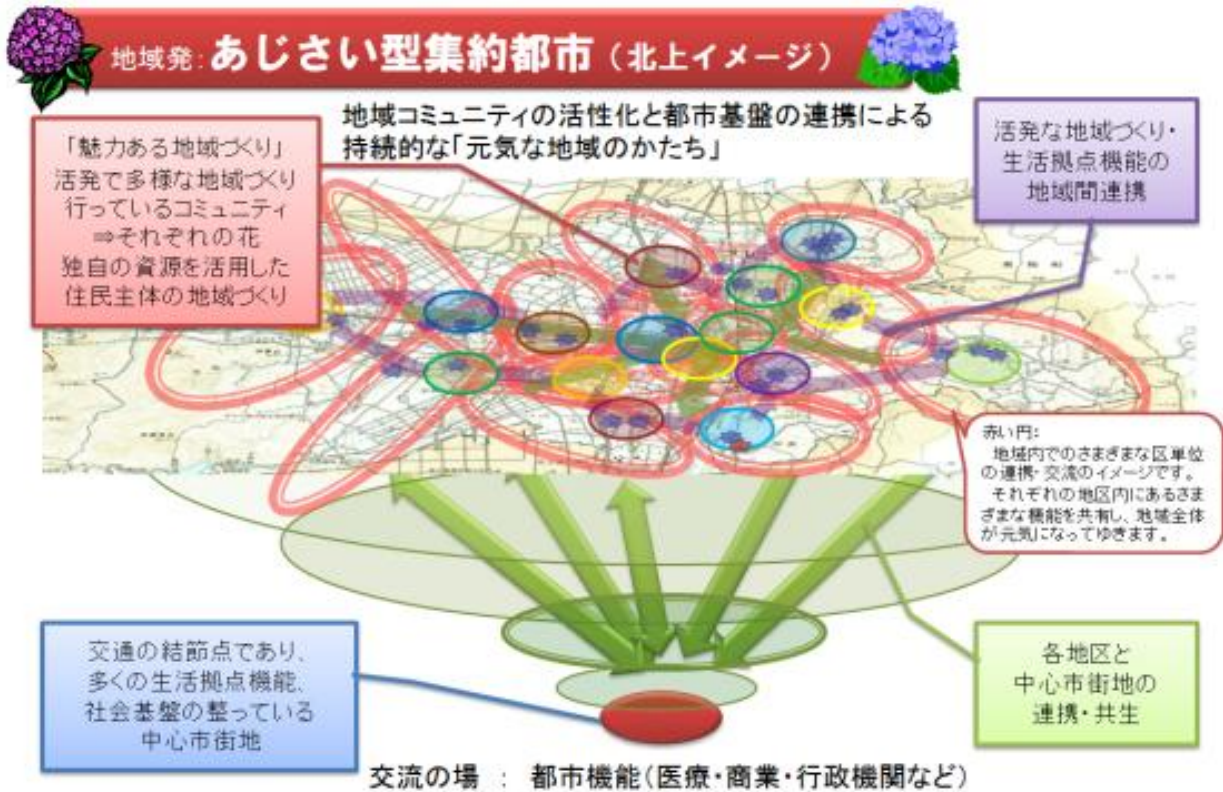 地域発:あじさい型集約都市(北上イメージ)
地域コミュニティの活性化と都市基盤の連携による
持続的な「元気な地域のかたち」
「魅力ある地域づくり」
活発で多様な地域づくり
行っているコミュニティ
⇒それぞれの花
独自の資源を活用した
住民主体の地域づくり
活発な地域づくり・
生活拠点機能の
地域間連携
赤い円:
地域内でのさまざまな区単位
の連携・交流のイメージです。
それぞれの地区内にあるさま
ざまな機能を共有し、地域全体
が元気になってゆきます。
交通の結節点であり、
多くの生活拠点機能、
社会基盤の整っている
中心市街地
各地区と
中心市街地の
連携・共生
交流の場 : 都市機能(医療・商業・行政機関など)